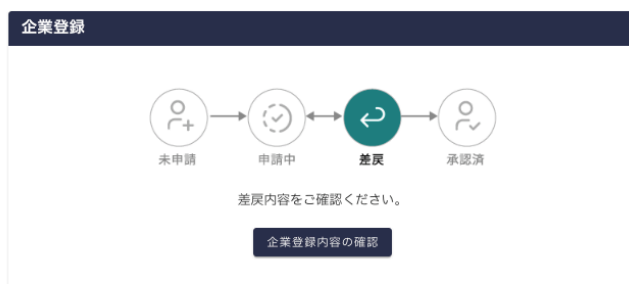 企業登録
未申請
申請中
差戻
承認済
差戻内容をご確認ください。
企業登録内容の確認